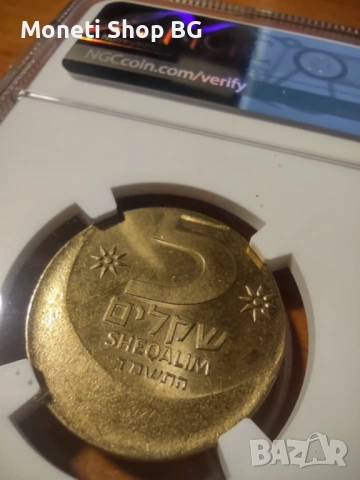 Moneti Shop BG
NGCcoin.com/verify
5
שקלים
SHEQALIM
התשמ"ד
BAZAR